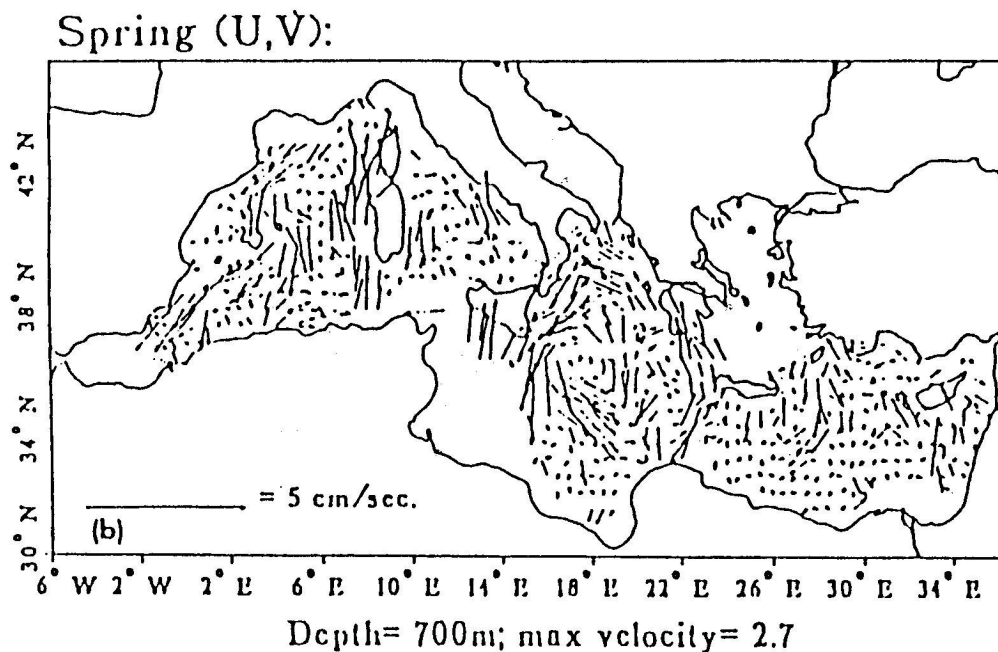 Spring (U,V):
42° N
38° N
34° N
30° N
= 5 cm/sec.
(b)
6° W 2° W 2° E 6° E 10° E 14° E 18° E 22° E 26° E 30° E 34° E
Depth= 700m; max velocity= 2.7